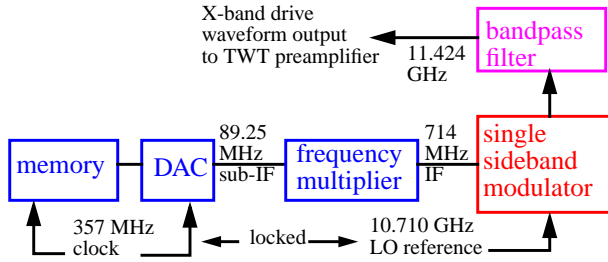 X-band drive
waveform output
to TWT preamplifier
11.424
GHz
bandpass
filter
memory
DAC
89.25
MHz
sub-IF
frequency
multiplier
714
MHz
IF
single
sideband
modulator
357 MHz
clock
locked
10.710 GHz
LO reference